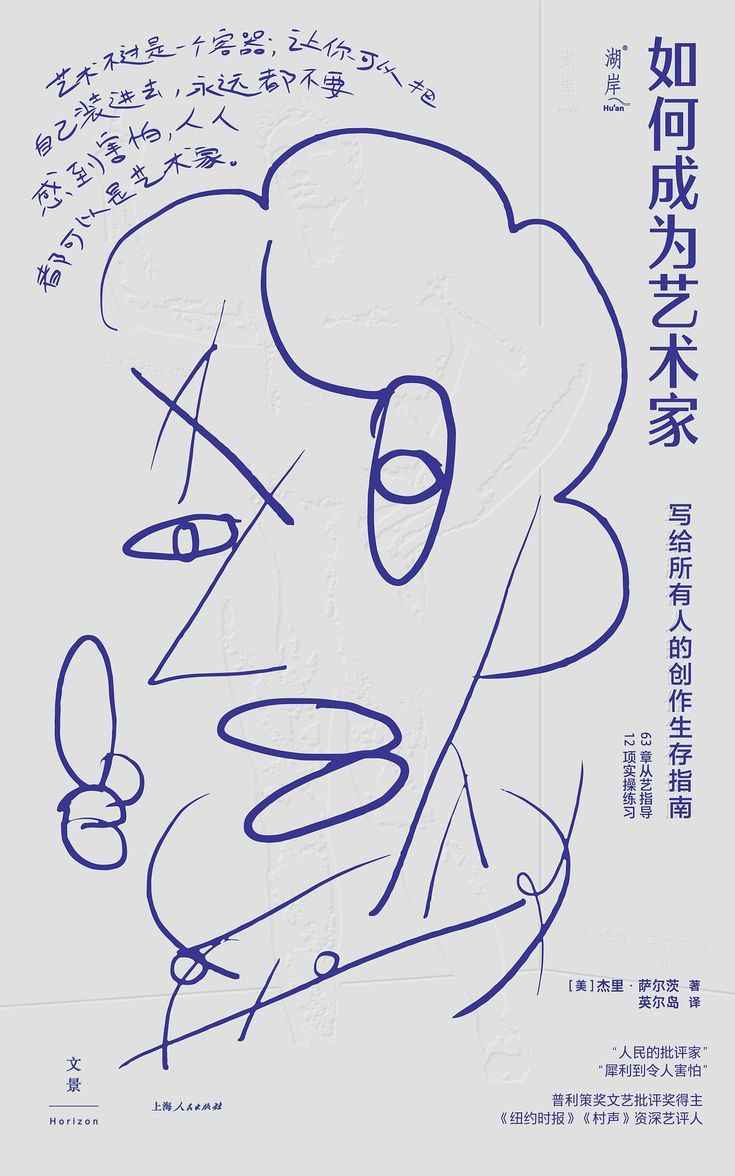 艺术不过是一个容器；让你可以把
自己装进去，永远都不要
感到害怕，人人
都可以是艺术家。
湖岸®
Hu'an
如何成为艺术家
写给所有人的创作生存指南
63 章从艺指导
12 项实操练习
[美]杰里·萨尔茨 著
英尔岛 译
“人民的批评家”
“犀利到令人害怕”
普利策奖文艺批评奖得主
《纽约时报》《村声》资深艺评人
文景
Horizon
上海人民出版社